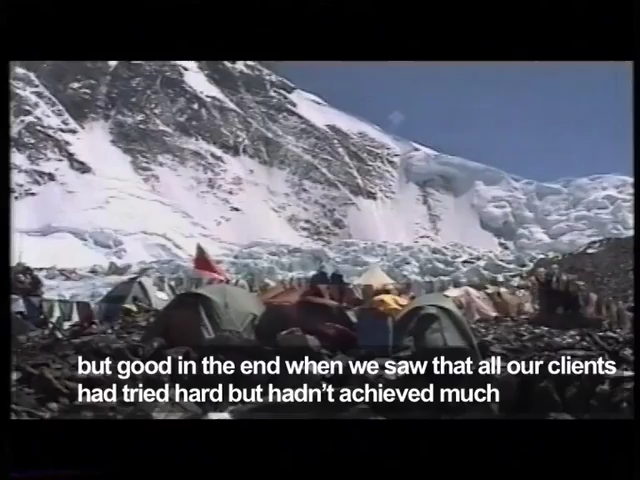 but good in the end when we saw that all our clients
had tried hard but hadn't achieved much